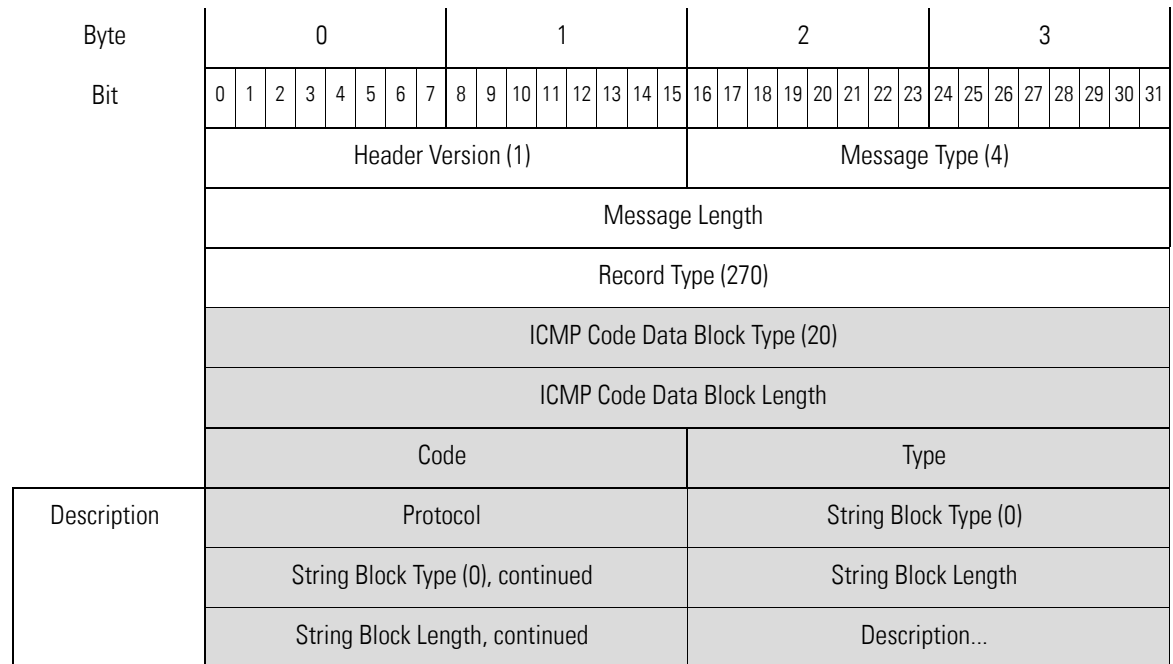 Byte 0 1 2 3
Bit 0 1 2 3 4 5 6 7 8 9 10 11 12 13 14 15 16 17 18 19 20 21 22 23 24 25 26 27 28 29 30 31
Header Version (1) Message Type (4)
Message Length
Record Type (270)
ICMP Code Data Block Type (20)
ICMP Code Data Block Length
Code Type
Description Protocol String Block Type (0)
String Block Type (0), continued String Block Length
String Block Length, continued Description...